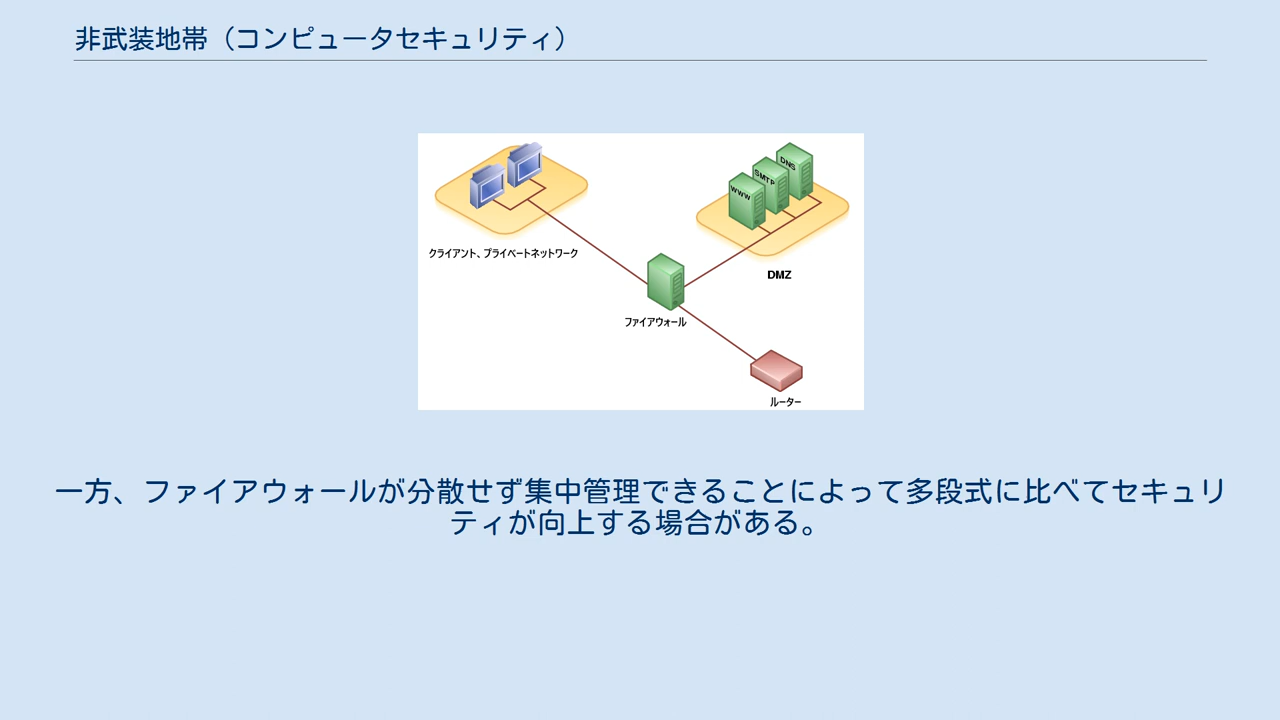 非武装地帯（コンピュータセキュリティ）
DNS
SMTP
WWW
クライアント、プライベートネットワーク
DMZ
ファイアウォール
ルーター
一方、ファイアウォールが分散せず集中管理できることによって多段式に比べてセキュリ
ティが向上する場合がある。